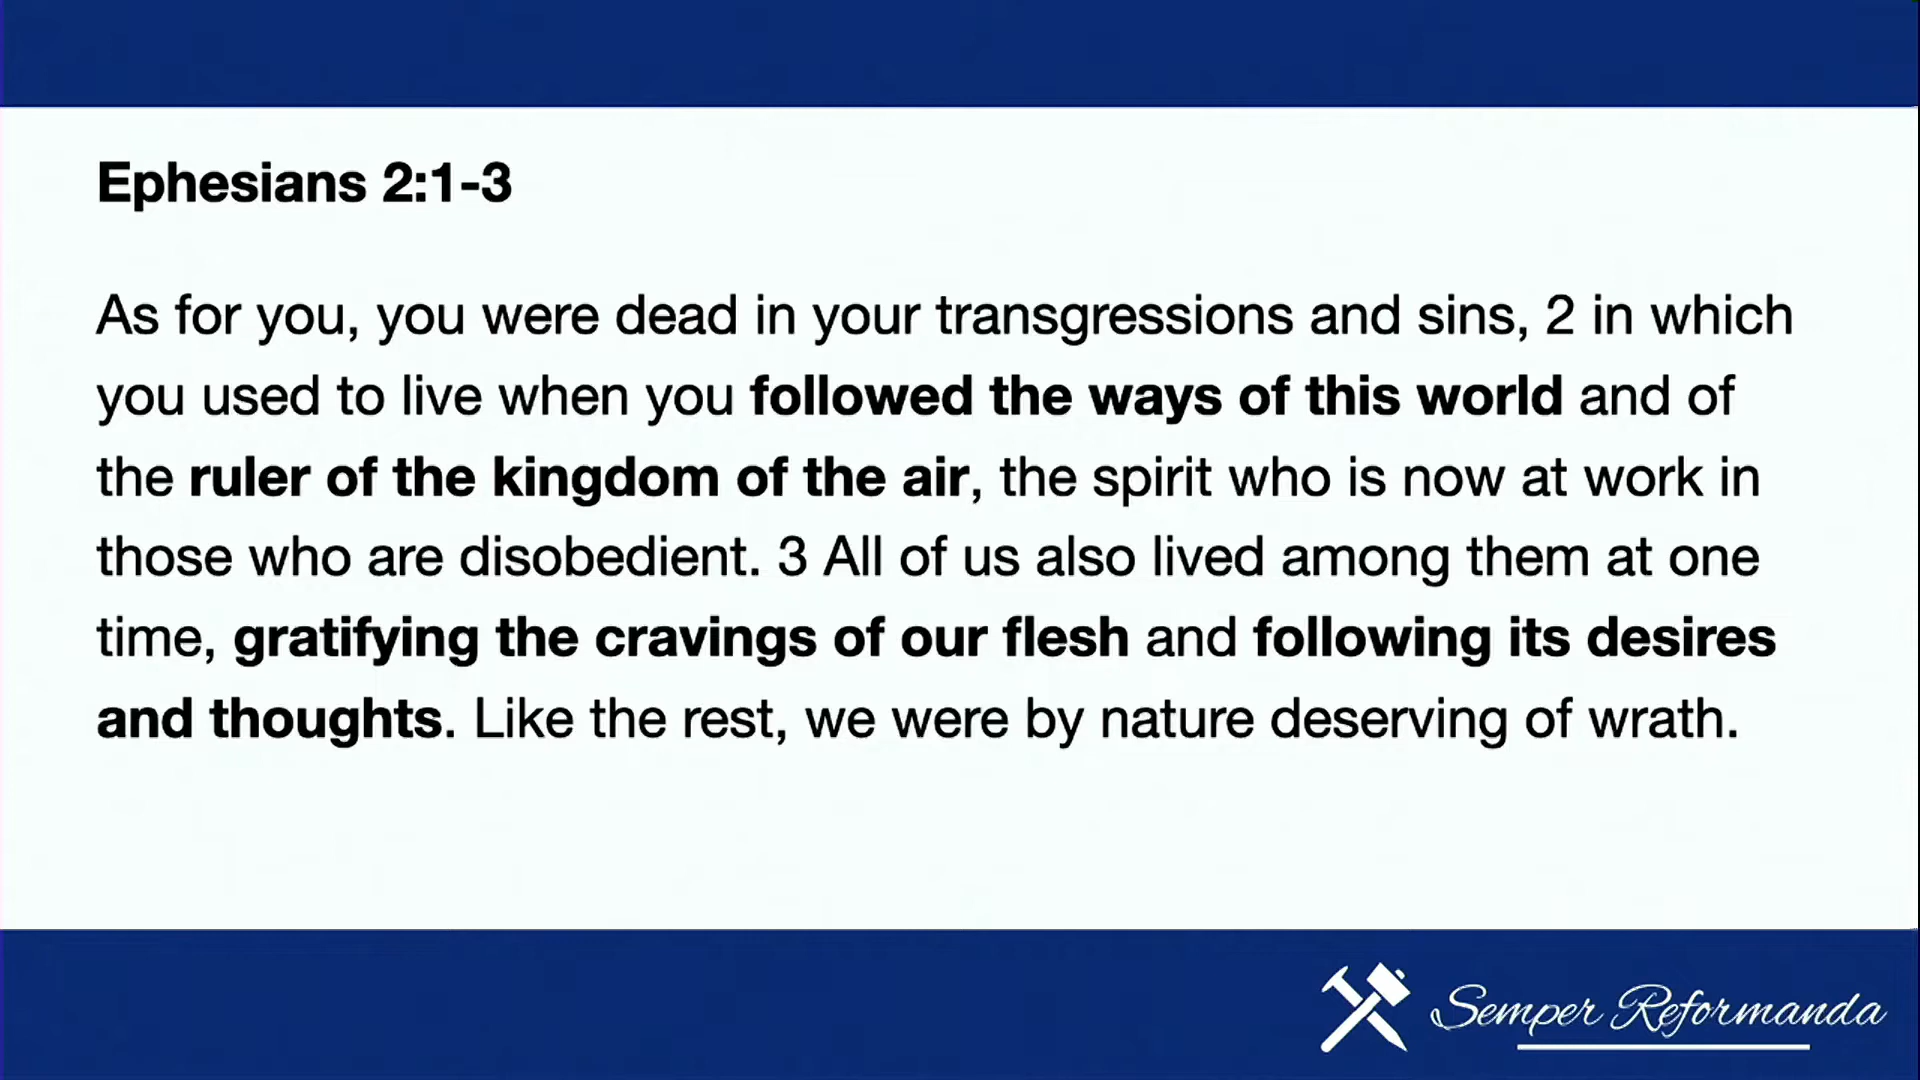 Ephesians 2:1-3
As for you, you were dead in your transgressions and sins, 2 in which
you used to live when you followed the ways of this world and of
the ruler of the kingdom of the air, the spirit who is now at work in
those who are disobedient. 3 All of us also lived among them at one
time, gratifying the cravings of our flesh and following its desires
and thoughts. Like the rest, we were by nature deserving of wrath.
Semper Reformanda